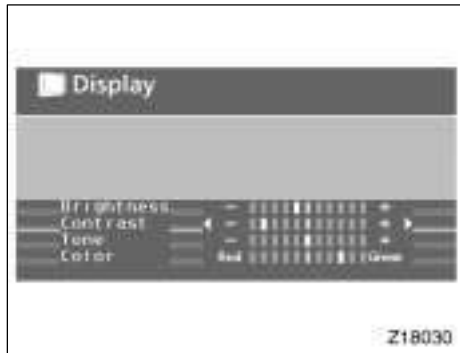 Display
Brightness - +
Contrast - +
Tone - +
Color Red Green
Z18030